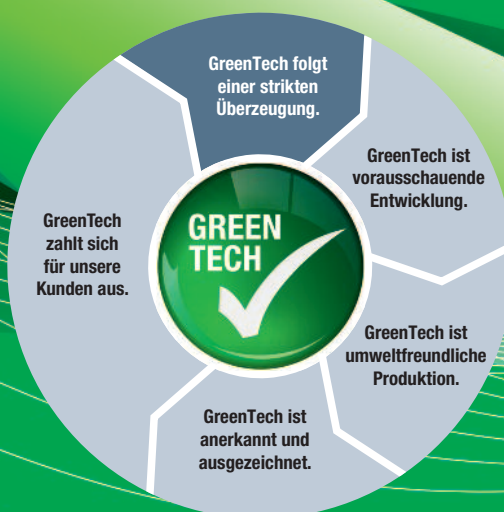 GreenTech folgt
einer strikten
Überzeugung.
GreenTech ist
vorausschauende
Entwicklung.
GreenTech ist
umweltfreundliche
Produktion.
GreenTech ist
anerkannt und
ausgezeichnet.
GreenTech
zahlt sich
für unsere
Kunden aus.
GREEN
TECH